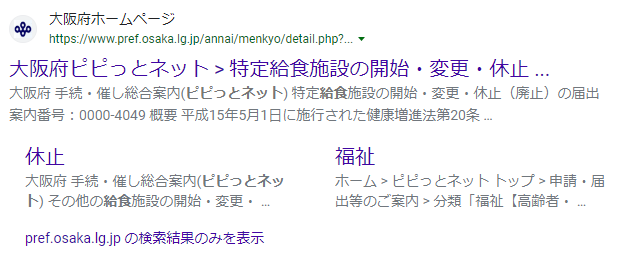 大阪府ホームページ
https://www.pref.osaka.lg.jp/annai/menkyo/detail.php?...
大阪府ピピっとネット > 特定給食施設の開始・変更・休止 ...
大阪府 手続・催し総合案内(ピピっとネット) 特定給食施設の開始・変更・休止（廃止）の届出
案内番号：0000-4049 概要 平成15年5月1日に施行された健康増進法第20条 ...
休止
大阪府 手続・催し総合案内(ピピっとネッ
ト) その他の給食施設の開始・変更・ ...
福祉
ホーム > ピピっとネット トップ > 申請・届
出等のご案内 > 分類「福祉【高齢者・ ...
pref.osaka.lg.jp の検索結果のみを表示